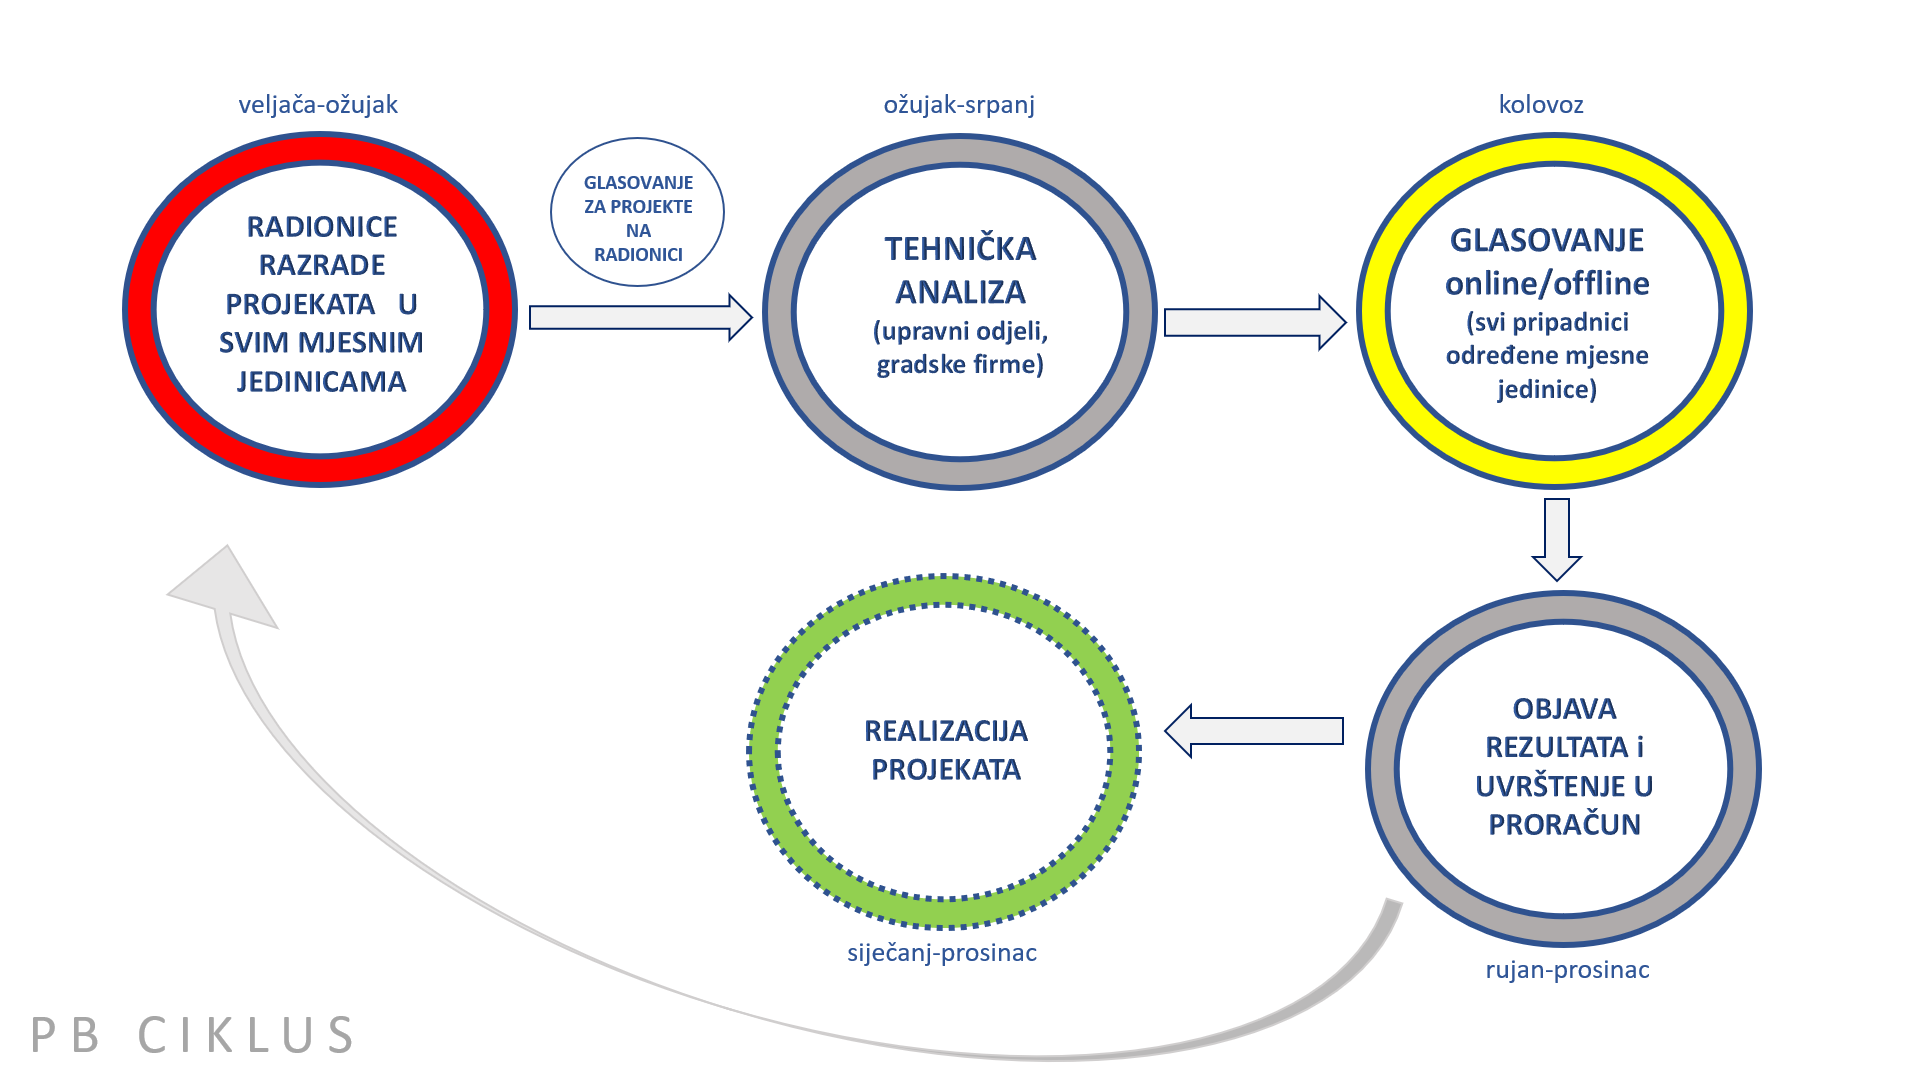 veljača-ožujak
RADIONICE
RAZRADE
PROJEKATA U
SVIM MJESNIM
JEDINICAMA
GLASOVANJE
ZA PROJEKTE
NA
RADIONICI
ožujak-srpanj
TEHNIČKA
ANALIZA
(upravni odjeli,
gradske firme)
kolovoz
GLASOVANJE
online/offline
(svi pripadnici
određene mjesne
jedinice)
OBJAVA
REZULTATA i
UVRŠTENJE U
PRORAČUN
rujan-prosinac
REALIZACIJA
PROJEKATA
siječanj-prosinac
PB CIKLUS